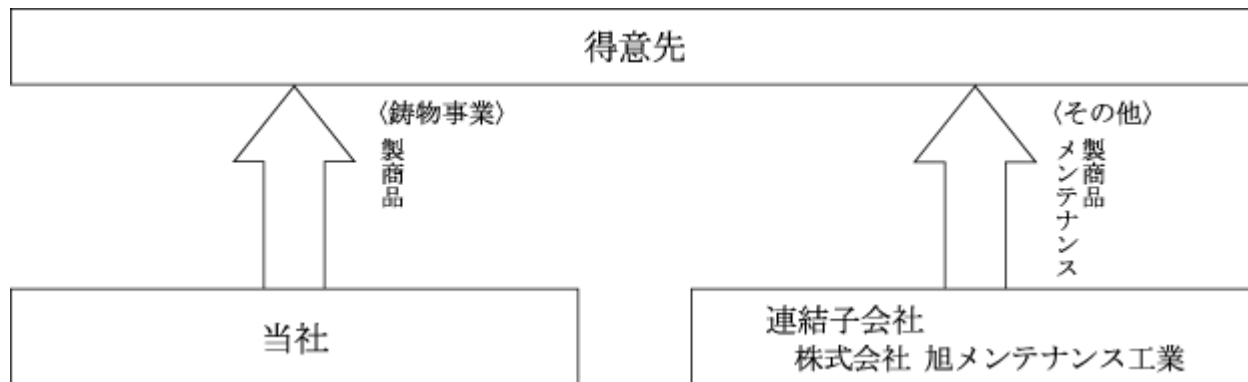 得意先
〈鋳物事業〉
製商品
〈その他〉
製商品
メンテナンス
当社
連結子会社
株式会社 旭メンテナンス工業